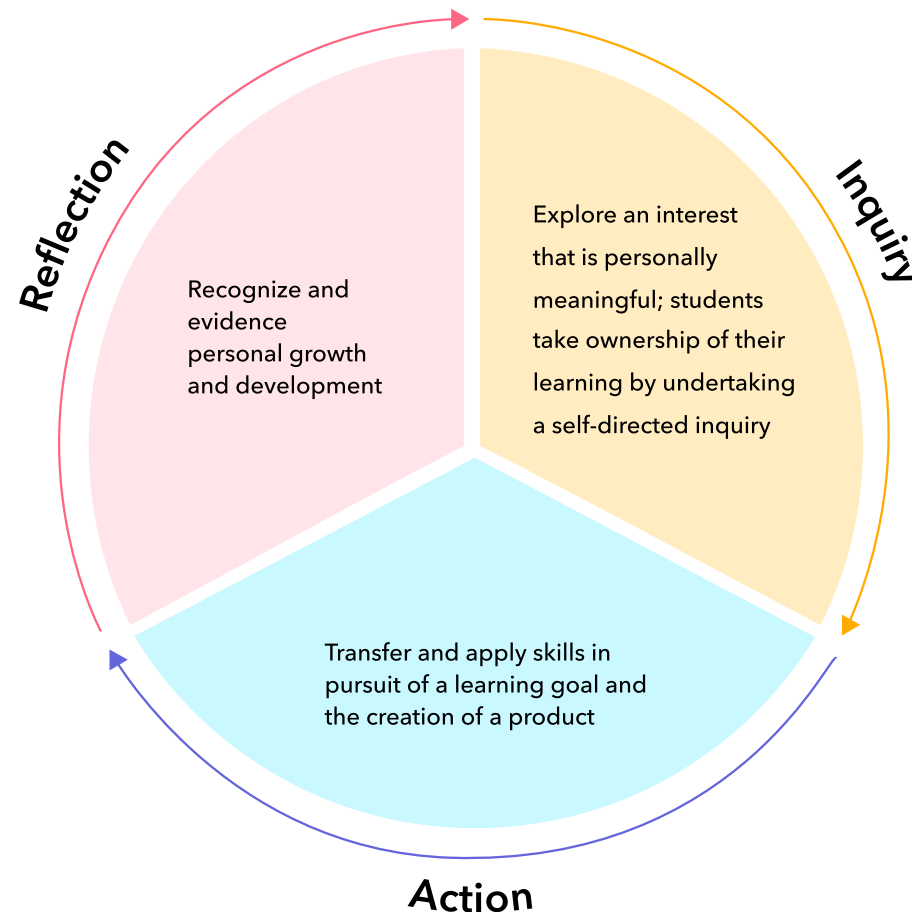 Reflection
Inquiry
Explore an interest
that is personally
meaningful; students
take ownership of their
learning by undertaking
a self-directed inquiry
Recognize and
evidence
personal growth
and development
Transfer and apply skills in
pursuit of a learning goal and
the creation of a product
Action